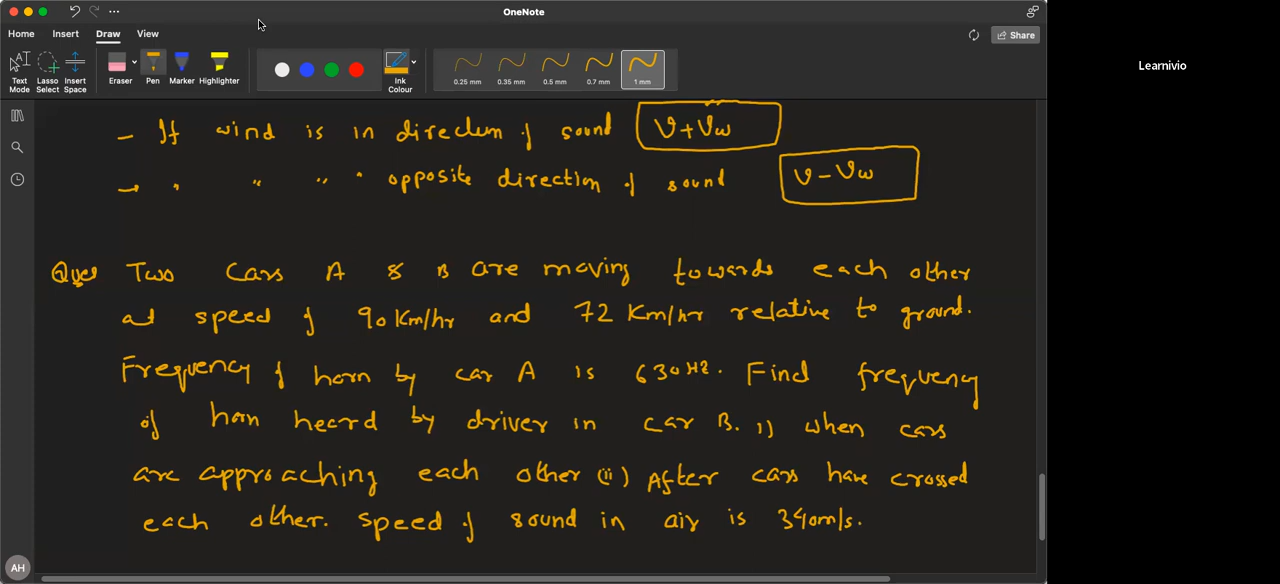 OneNote
Home Insert Draw View
Share
Text Mode
Lasso Select
Insert Space
Eraser
Pen
Marker
Highlighter
Ink Colour
0.25 mm
0.35 mm
0.5 mm
0.7 mm
1 mm
Learnivio
- If wind is in direction of sound V+Vw
→ " " " " opposite direction of sound V-Vw
Ques Two cars A & B are moving towards each other
at speed of 90 Km/hr and 72 Km/hr relative to ground.
Frequency of horn by car A is 630Hz. Find frequency
of horn heard by driver in car B. i) when cars
are approaching each other (ii) After cars have crossed
each other. Speed of sound in air is 340m/s.
AH